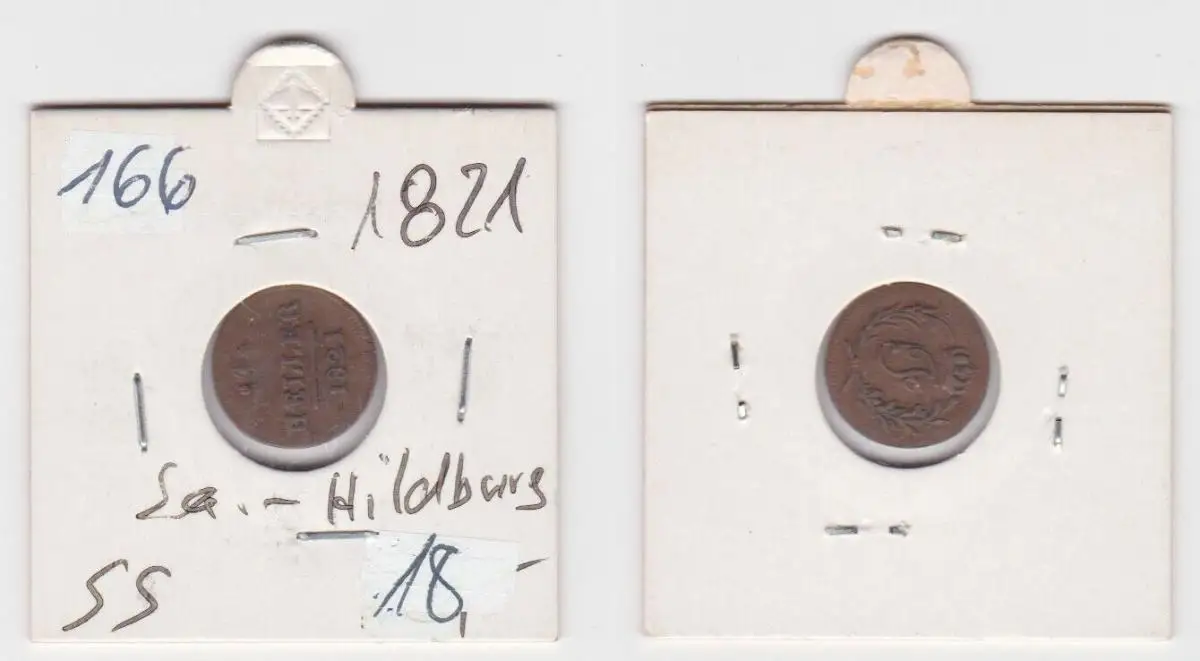 166
1821
HELLER
1821
Sa.-Hildburg
SS
18,-